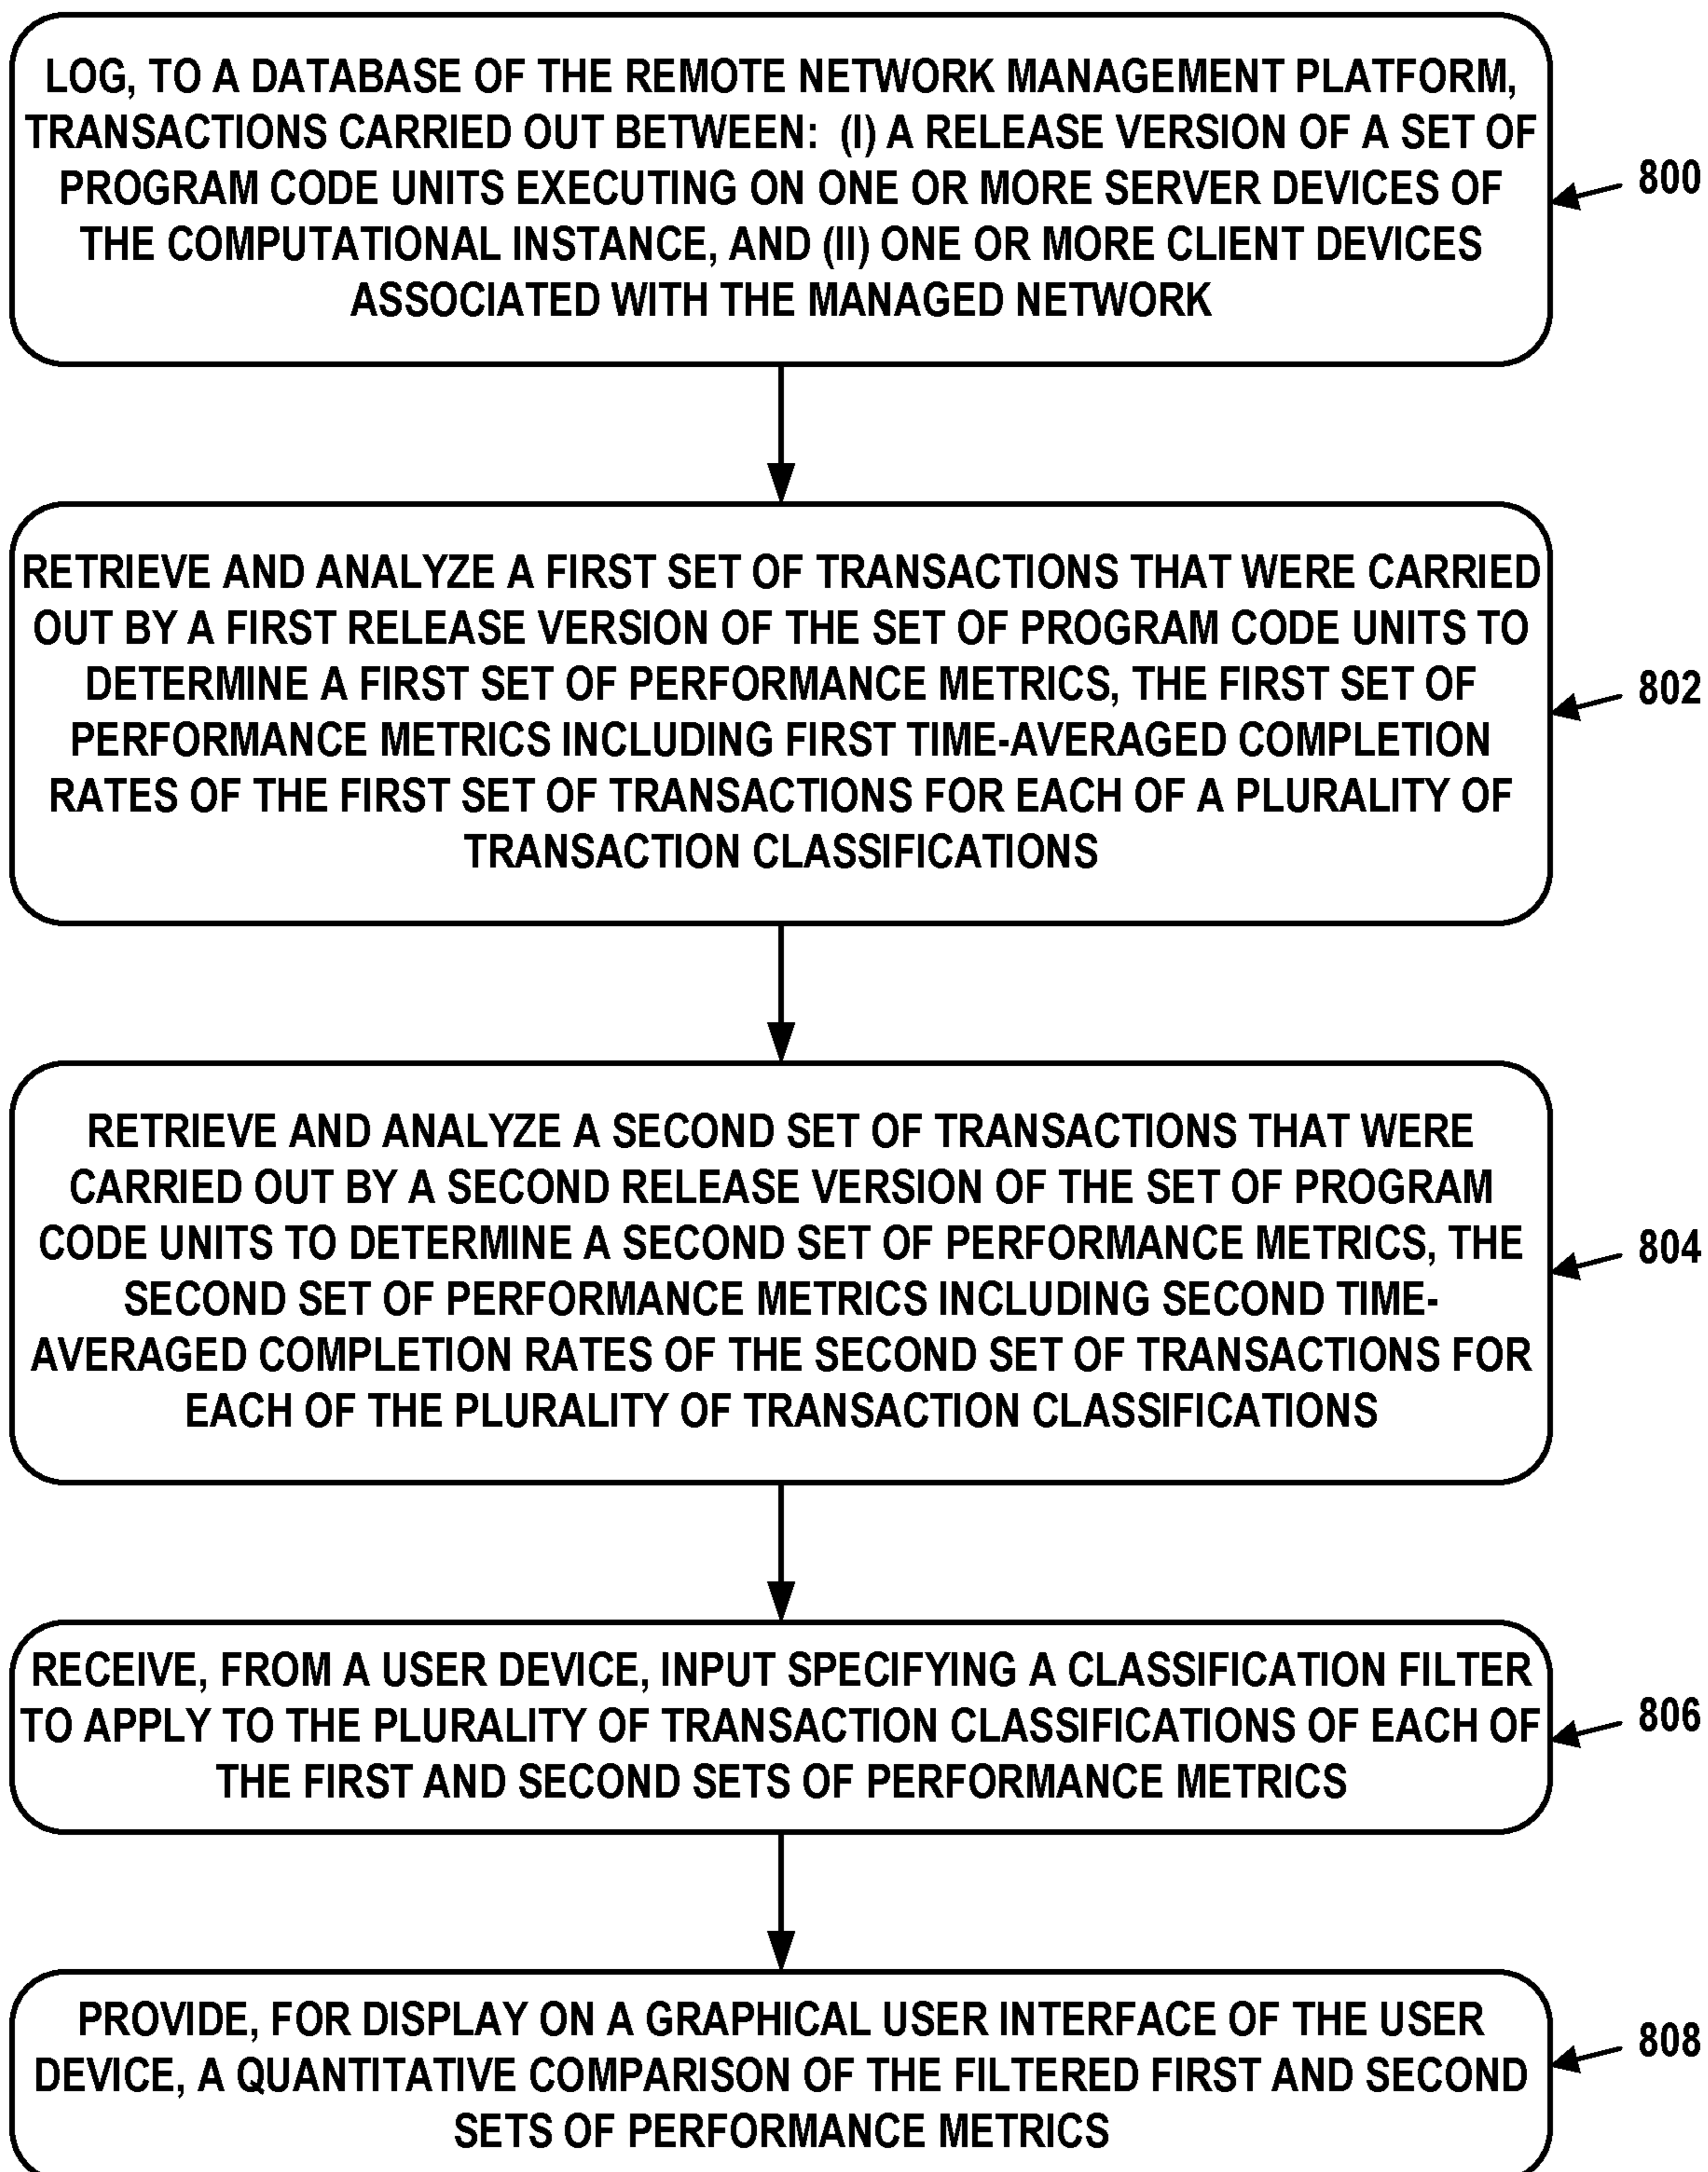 LOG, TO A DATABASE OF THE REMOTE NETWORK MANAGEMENT PLATFORM,
TRANSACTIONS CARRIED OUT BETWEEN: (I) A RELEASE VERSION OF A SET OF
PROGRAM CODE UNITS EXECUTING ON ONE OR MORE SERVER DEVICES OF
THE COMPUTATIONAL INSTANCE, AND (II) ONE OR MORE CLIENT DEVICES
ASSOCIATED WITH THE MANAGED NETWORK
800
RETRIEVE AND ANALYZE A FIRST SET OF TRANSACTIONS THAT WERE CARRIED
OUT BY A FIRST RELEASE VERSION OF THE SET OF PROGRAM CODE UNITS TO
DETERMINE A FIRST SET OF PERFORMANCE METRICS, THE FIRST SET OF
PERFORMANCE METRICS INCLUDING FIRST TIME-AVERAGED COMPLETION
RATES OF THE FIRST SET OF TRANSACTIONS FOR EACH OF A PLURALITY OF
TRANSACTION CLASSIFICATIONS
802
RETRIEVE AND ANALYZE A SECOND SET OF TRANSACTIONS THAT WERE
CARRIED OUT BY A SECOND RELEASE VERSION OF THE SET OF PROGRAM
CODE UNITS TO DETERMINE A SECOND SET OF PERFORMANCE METRICS, THE
SECOND SET OF PERFORMANCE METRICS INCLUDING SECOND TIME-
AVERAGED COMPLETION RATES OF THE SECOND SET OF TRANSACTIONS FOR
EACH OF THE PLURALITY OF TRANSACTION CLASSIFICATIONS
804
RECEIVE, FROM A USER DEVICE, INPUT SPECIFYING A CLASSIFICATION FILTER
TO APPLY TO THE PLURALITY OF TRANSACTION CLASSIFICATIONS OF EACH OF
THE FIRST AND SECOND SETS OF PERFORMANCE METRICS
806
PROVIDE, FOR DISPLAY ON A GRAPHICAL USER INTERFACE OF THE USER
DEVICE, A QUANTITATIVE COMPARISON OF THE FILTERED FIRST AND SECOND
SETS OF PERFORMANCE METRICS
808